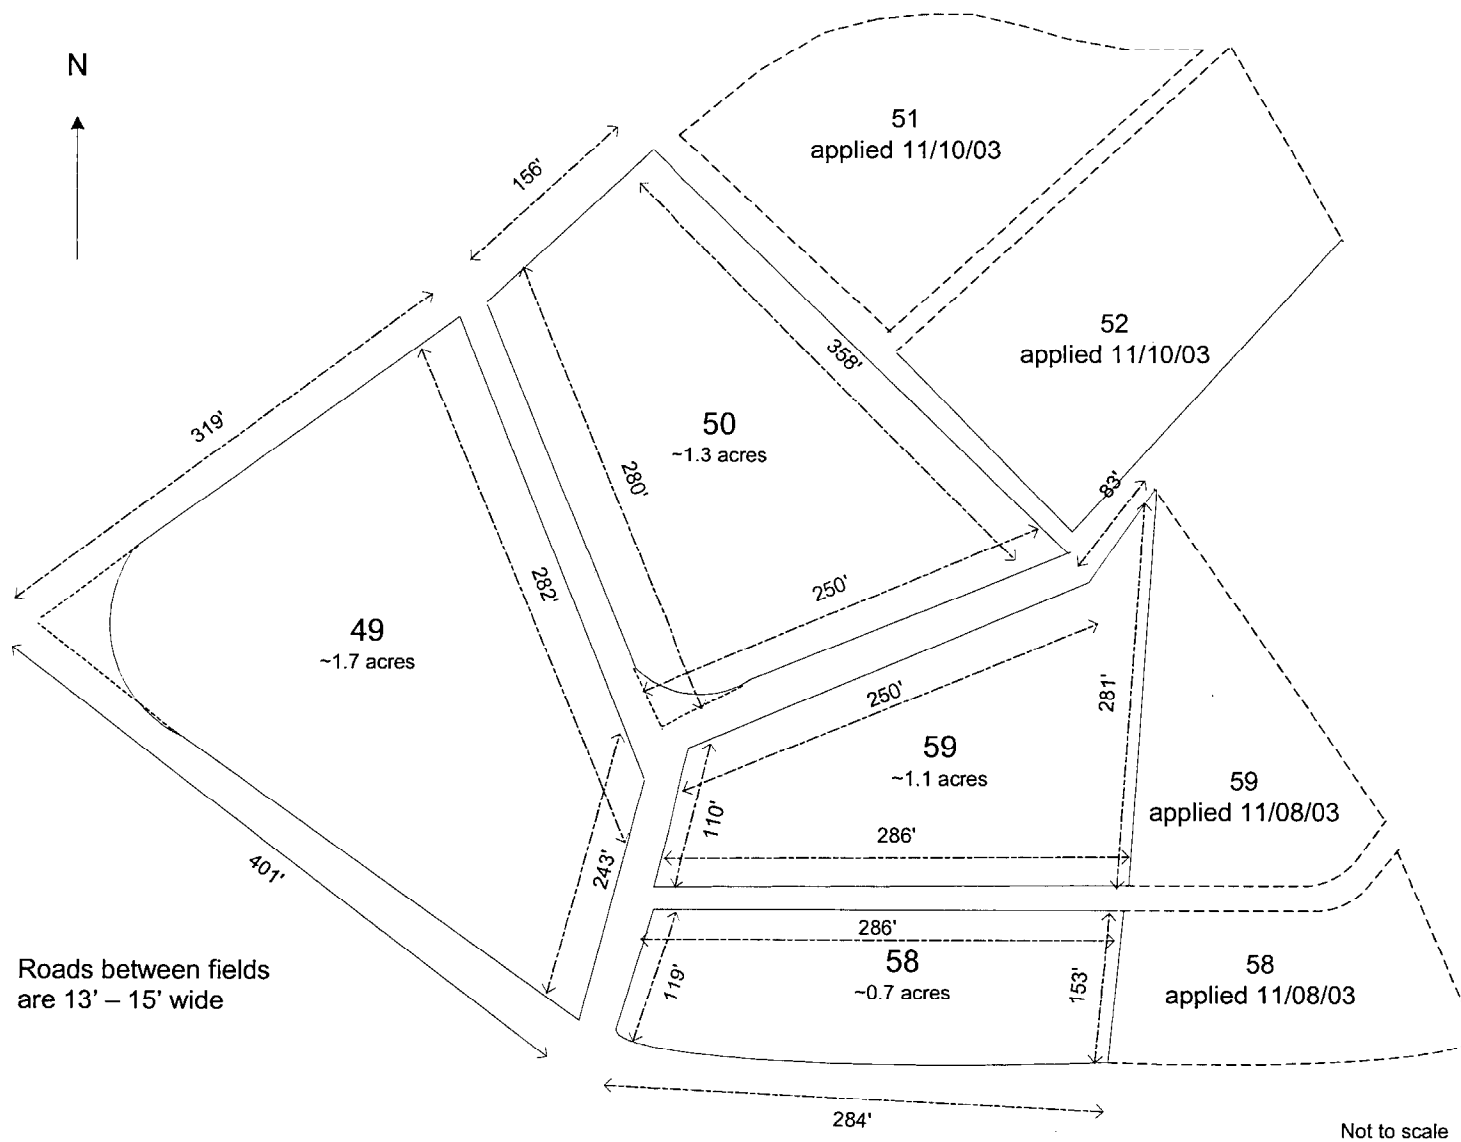 N
51
applied 11/10/03
156'
52
applied 11/10/03
358'
319'
50
~1.3 acres
280'
83'
282'
250'
49
~1.7 acres
250'
281'
59
~1.1 acres
59
applied 11/08/03
110'
286'
243'
401'
286'
58
~0.7 acres
119'
153'
58
applied 11/08/03
Roads between fields
are 13' – 15' wide
284'
Not to scale